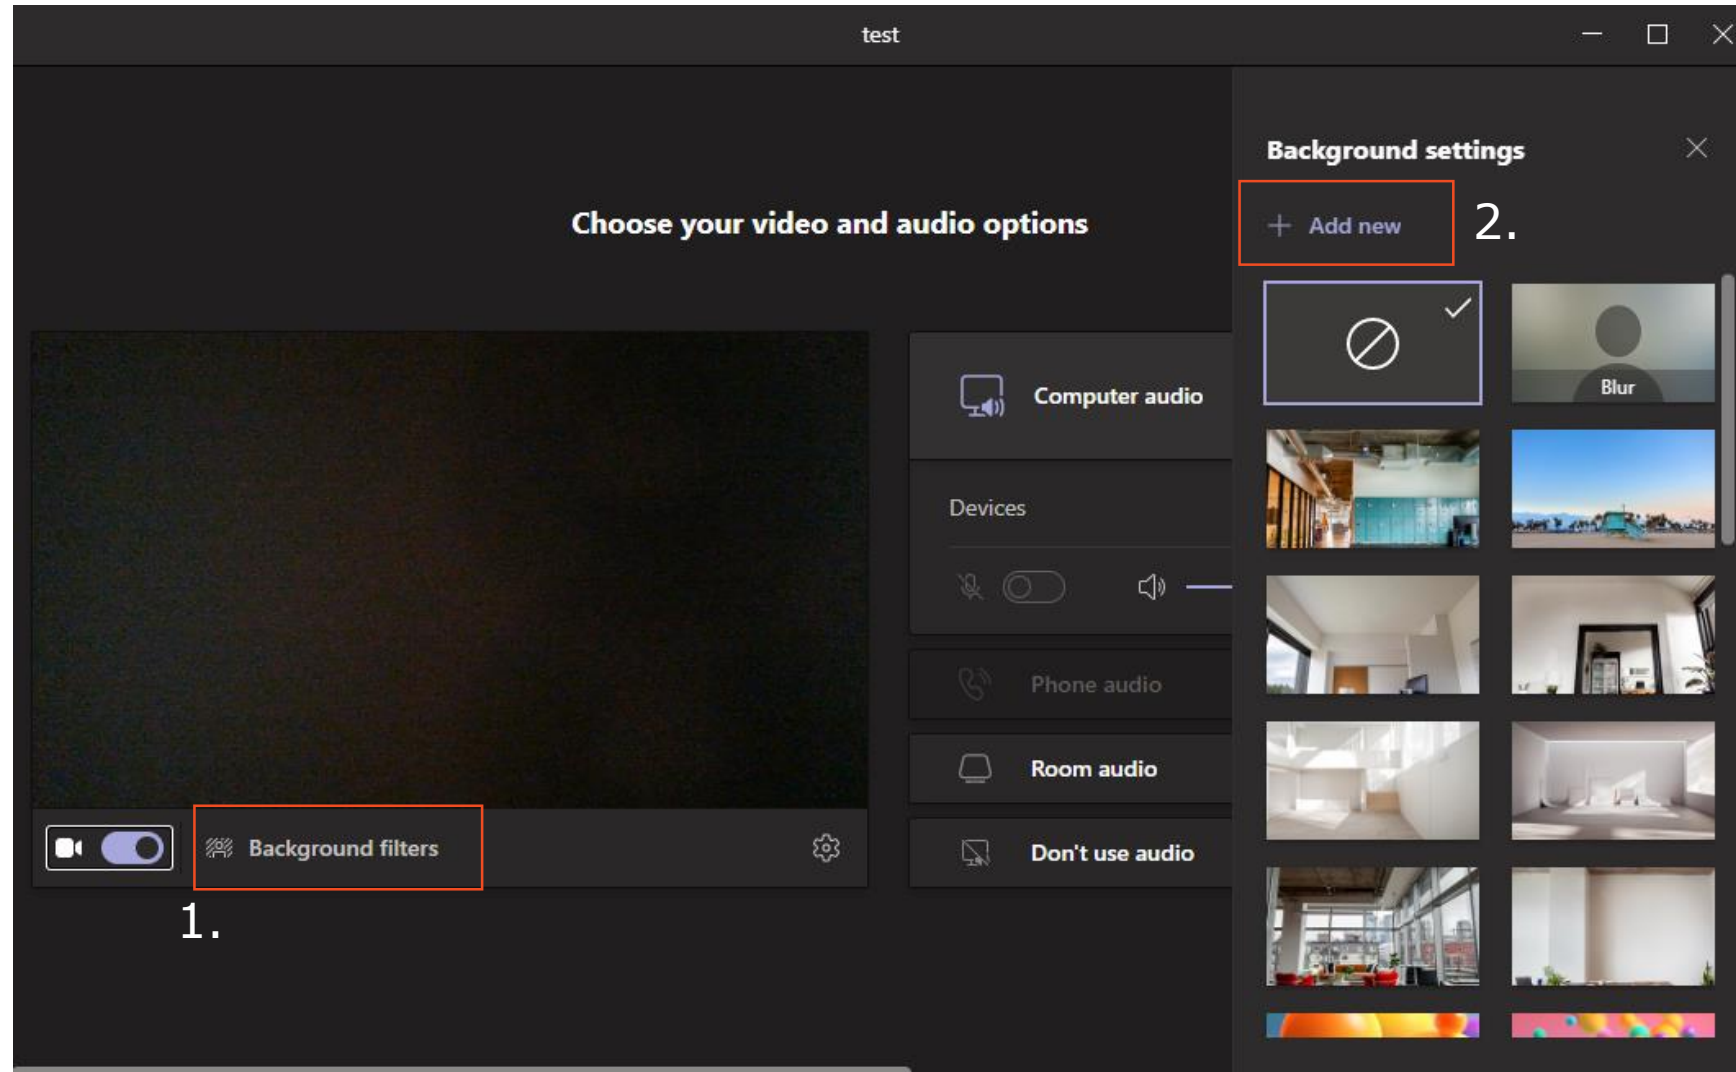 test
Choose your video and audio options
Background filters
1.
Computer audio
Devices
Phone audio
Room audio
Don't use audio
Background settings
Add new
2.
Blur